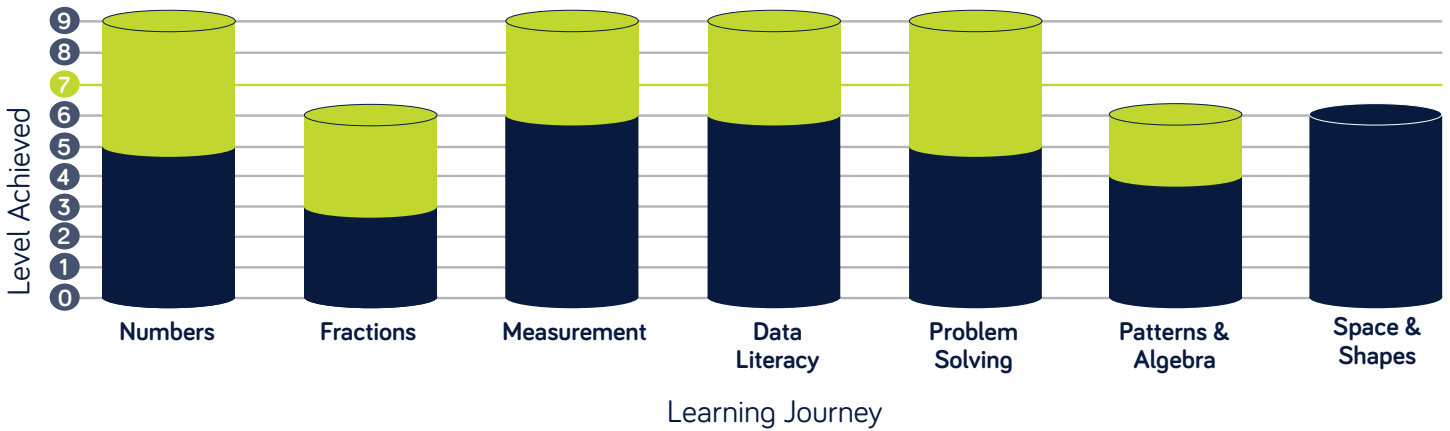 Level Achieved
9
8
7
6
5
4
3
2
1
0
Numbers
Fractions
Measurement
Data
Literacy
Problem
Solving
Patterns &
Algebra
Space &
Shapes
Learning Journey